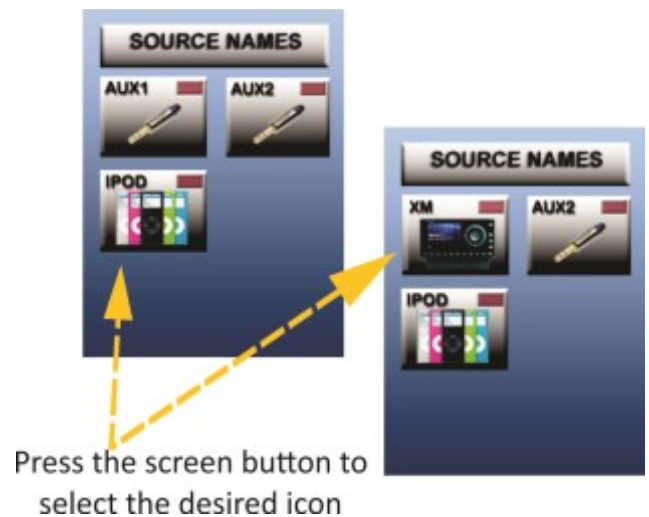 SOURCE NAMES
AUX1 AUX2
IPOD
SOURCE NAMES
XM AUX2
IPOD
Press the screen button to
select the desired icon